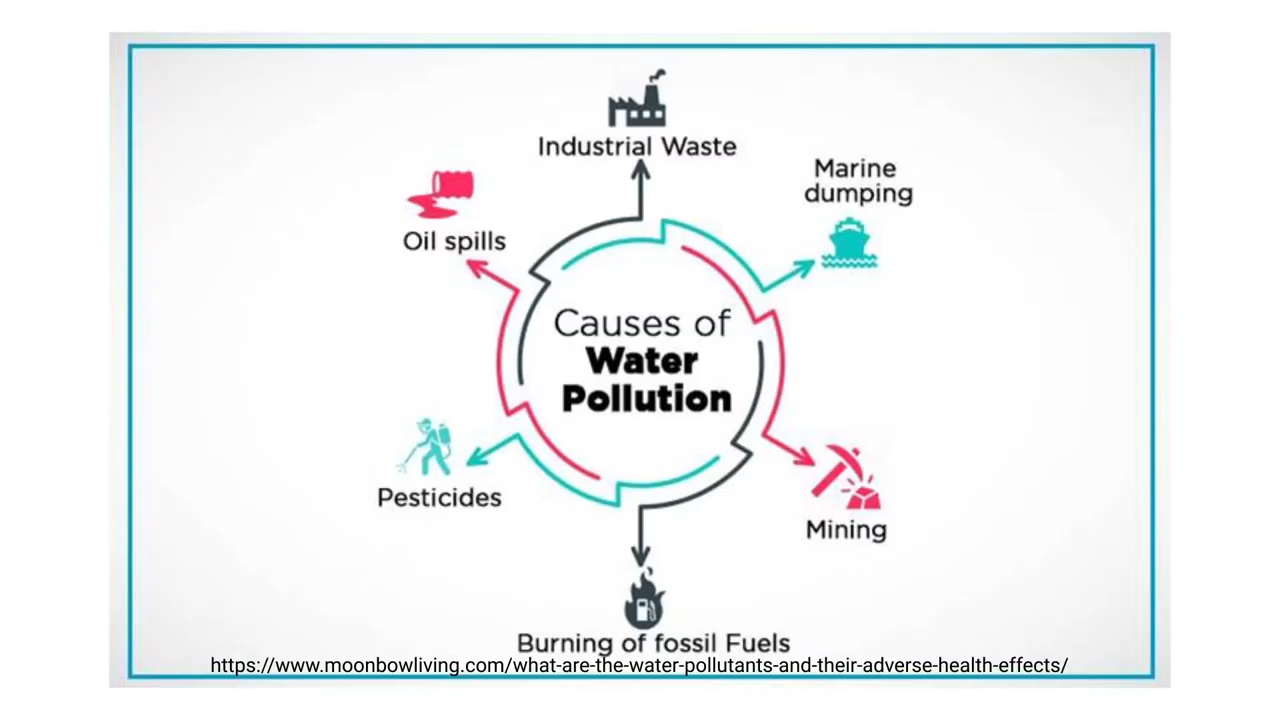 Industrial Waste
Marine
dumping
Oil spills
Causes of
Water
Pollution
Pesticides
Mining
Burning of fossil Fuels
https://www.moonbowliving.com/what-are-the-water-pollutants-and-their-adverse-health-effects/